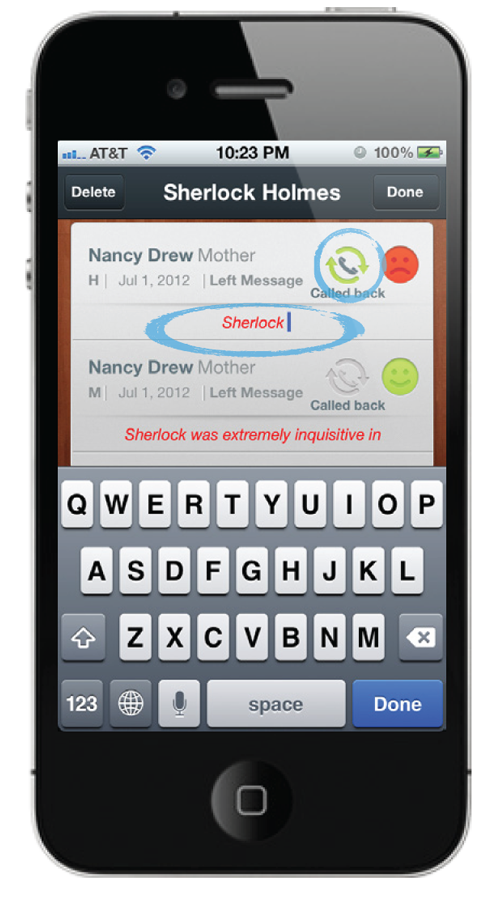 AT&T 10:23 PM 100%
Delete Sherlock Holmes Done
Nancy Drew Mother
H | Jul 1, 2012 | Left Message
Called back
Sherlock
Nancy Drew Mother
M | Jul 1, 2012 | Left Message
Called back
Sherlock was extremely inquisitive in
Q W E R T Y U I O P
A S D F G H J K L
Z X C V B N M
123 space Done